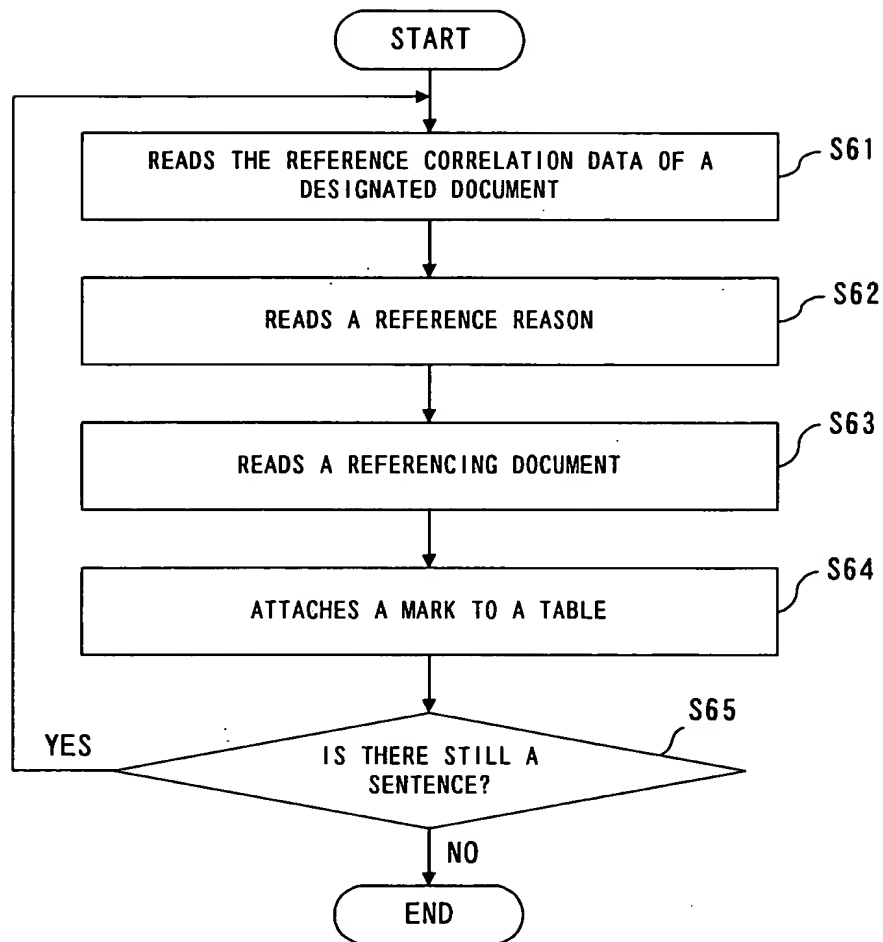 START
READS THE REFERENCE CORRELATION DATA OF A
DESIGNATED DOCUMENT
S61
READS A REFERENCE REASON
S62
READS A REFERENCING DOCUMENT
S63
ATTACHES A MARK TO A TABLE
S64
IS THERE STILL A
SENTENCE?
S65
YES
NO
END